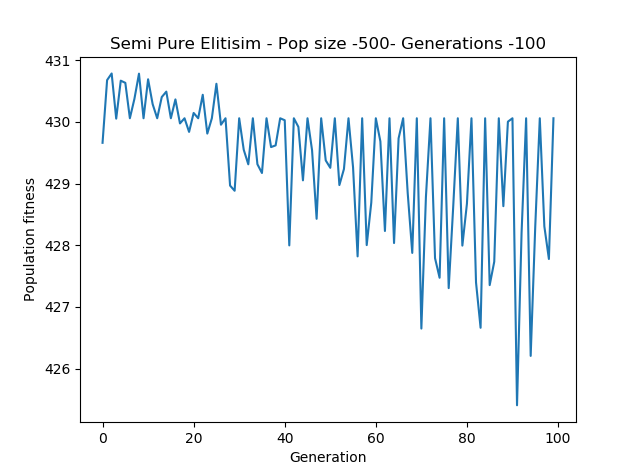 Semi Pure Elitisim - Pop size -500- Generations -100
431
430
429
428
427
426
Population fitness
0 20 40 60 80 100
Generation